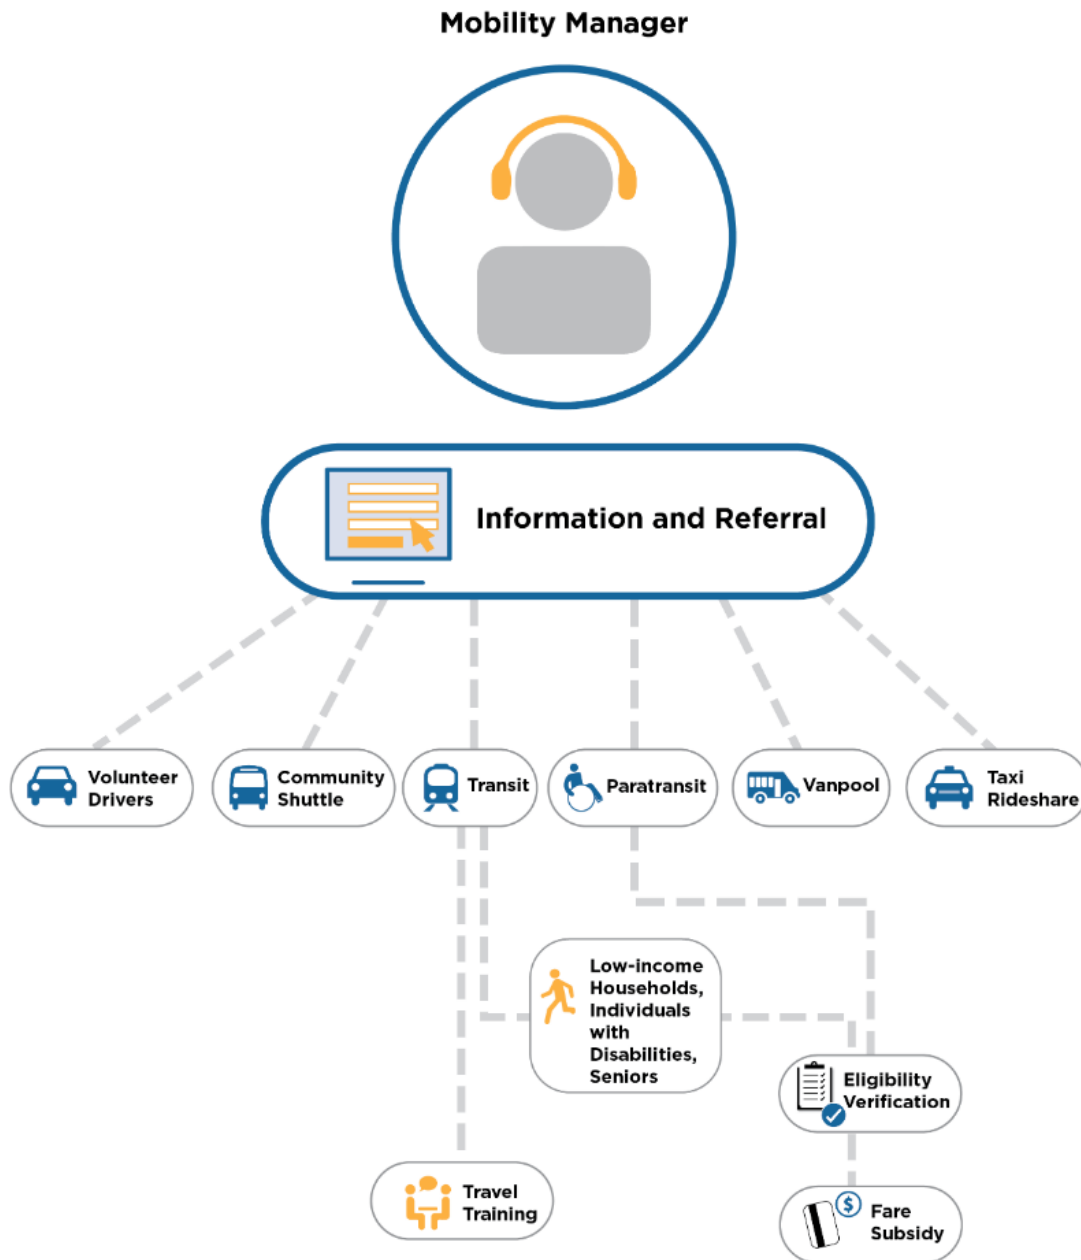 Mobility Manager
Information and Referral
Volunteer
Drivers
Community
Shuttle
Transit
Paratransit
Vanpool
Taxi
Rideshare
Low-income
Households,
Individuals
with
Disabilities,
Seniors
Eligibility
Verification
Travel
Training
$
Fare
Subsidy